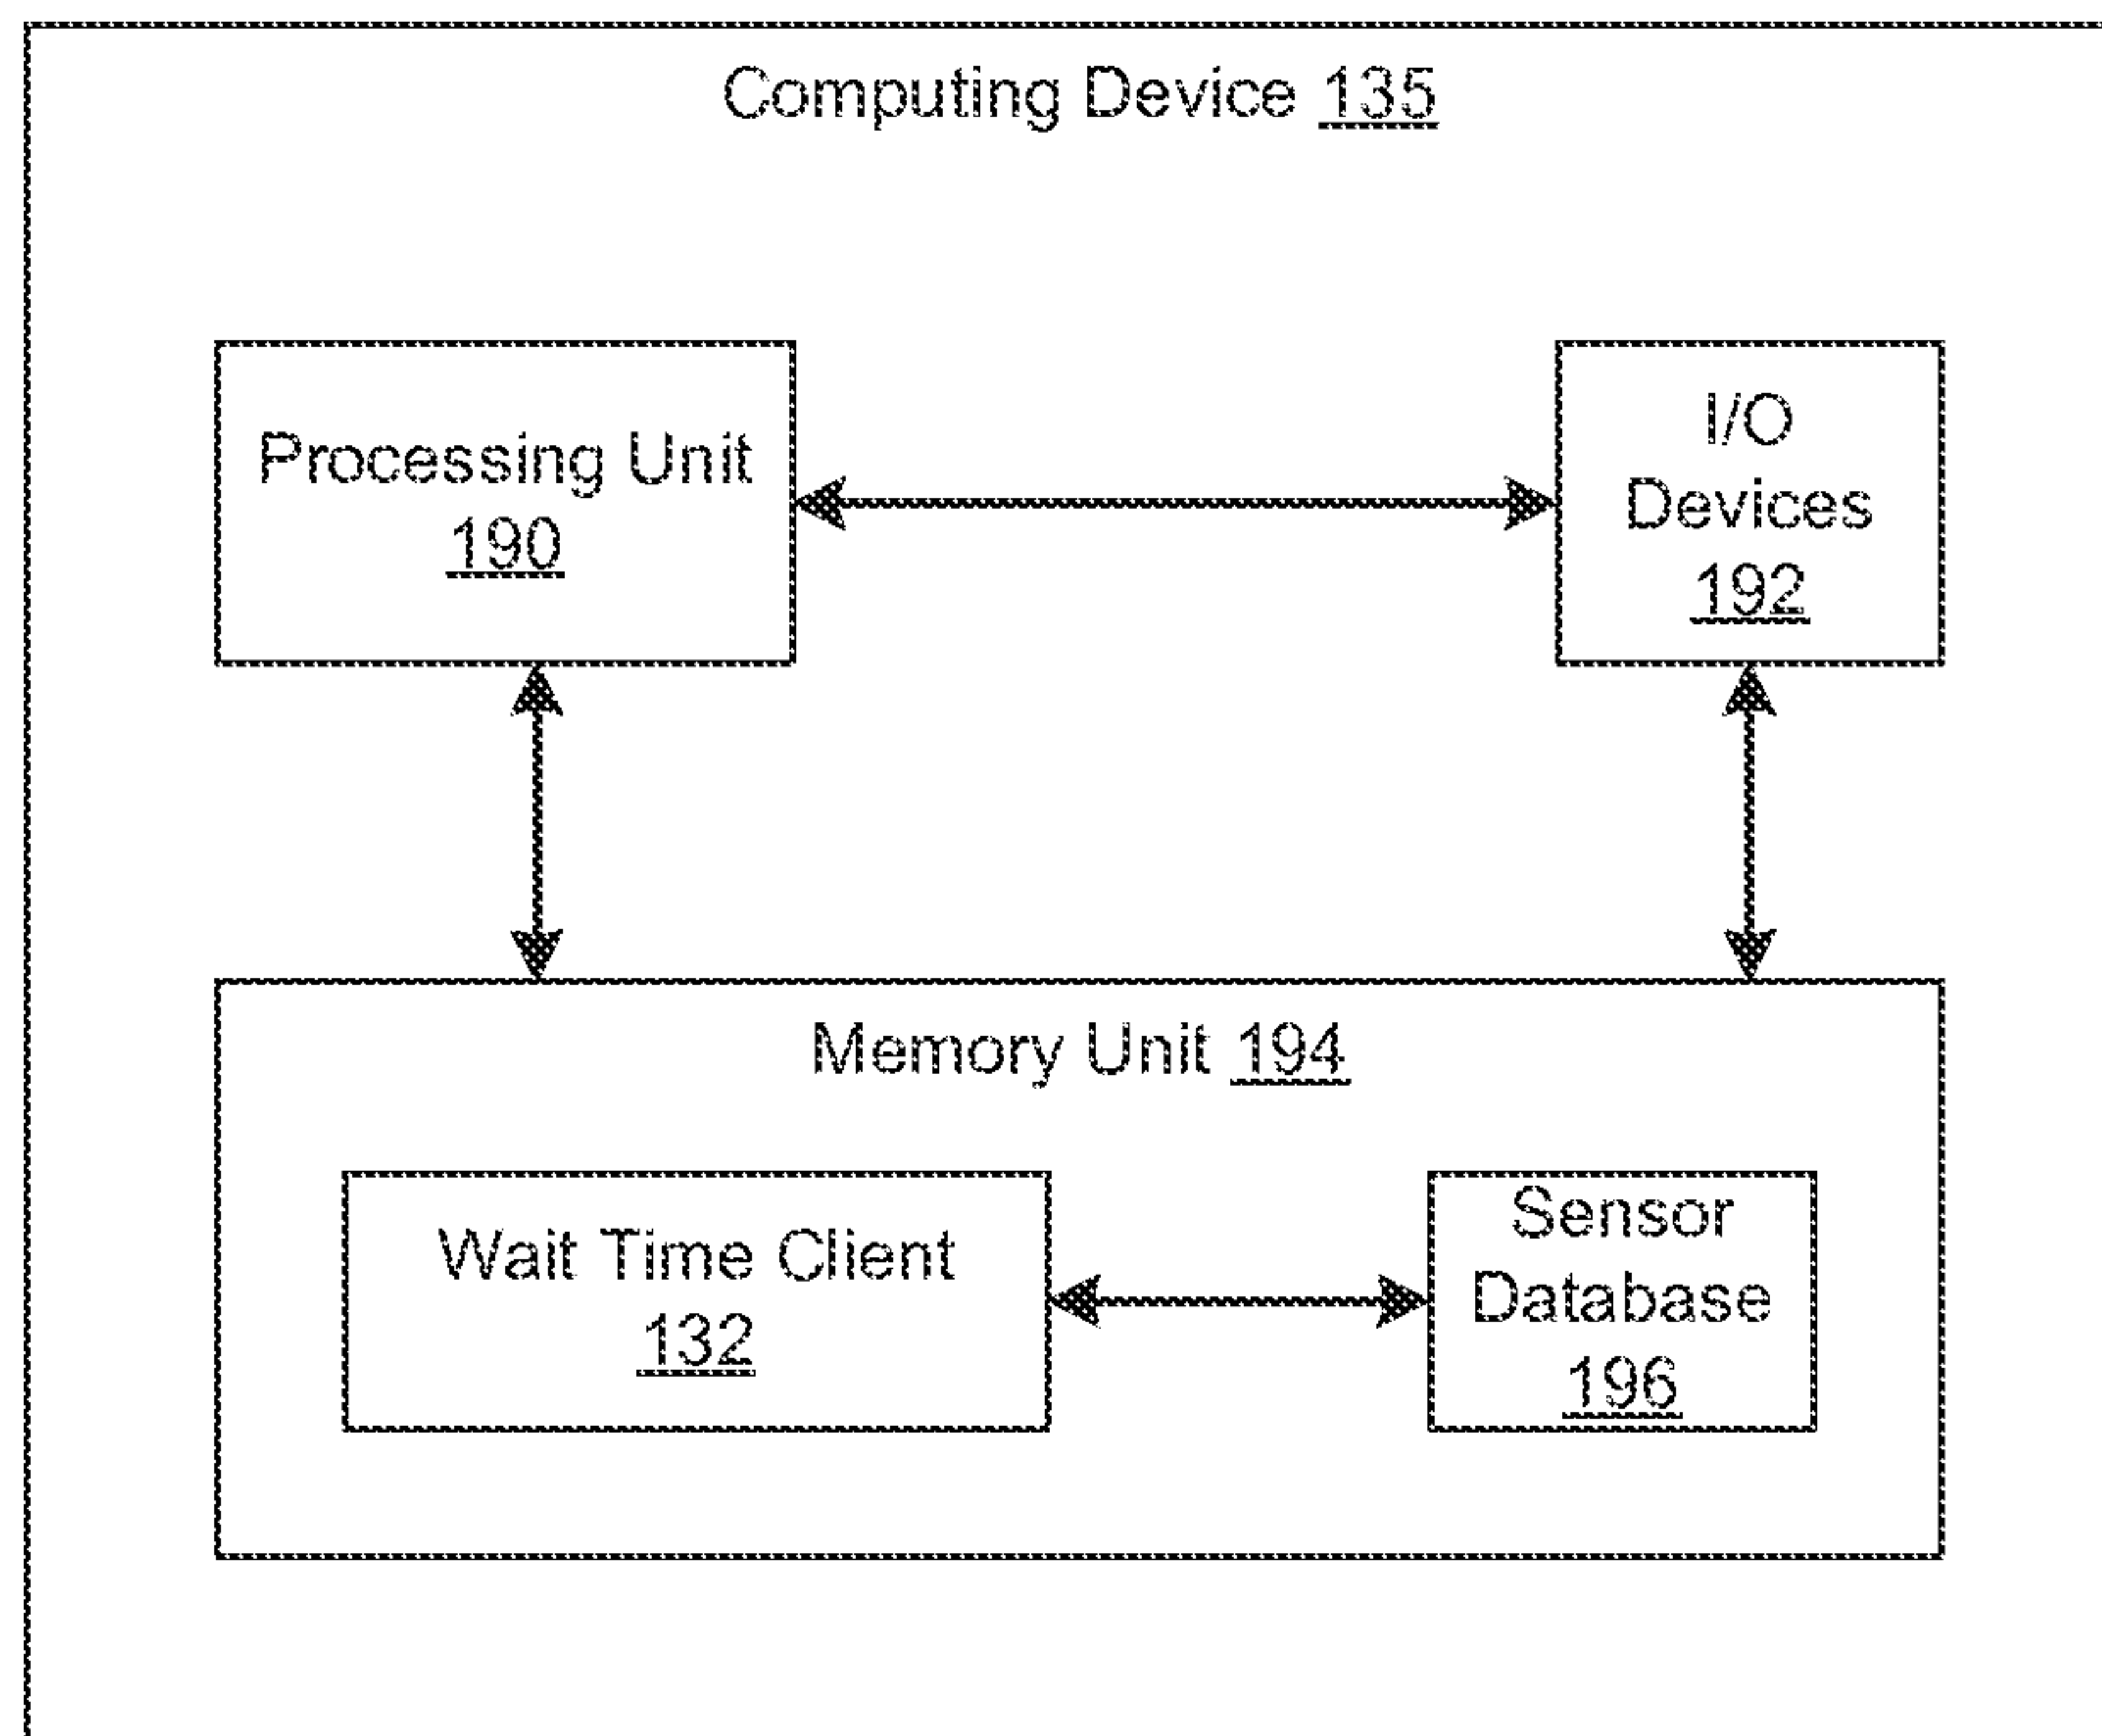 Computing Device 135
Processing Unit
190
I/O
Devices
192
Memory Unit 194
Wait Time Client
132
Sensor
Database
196